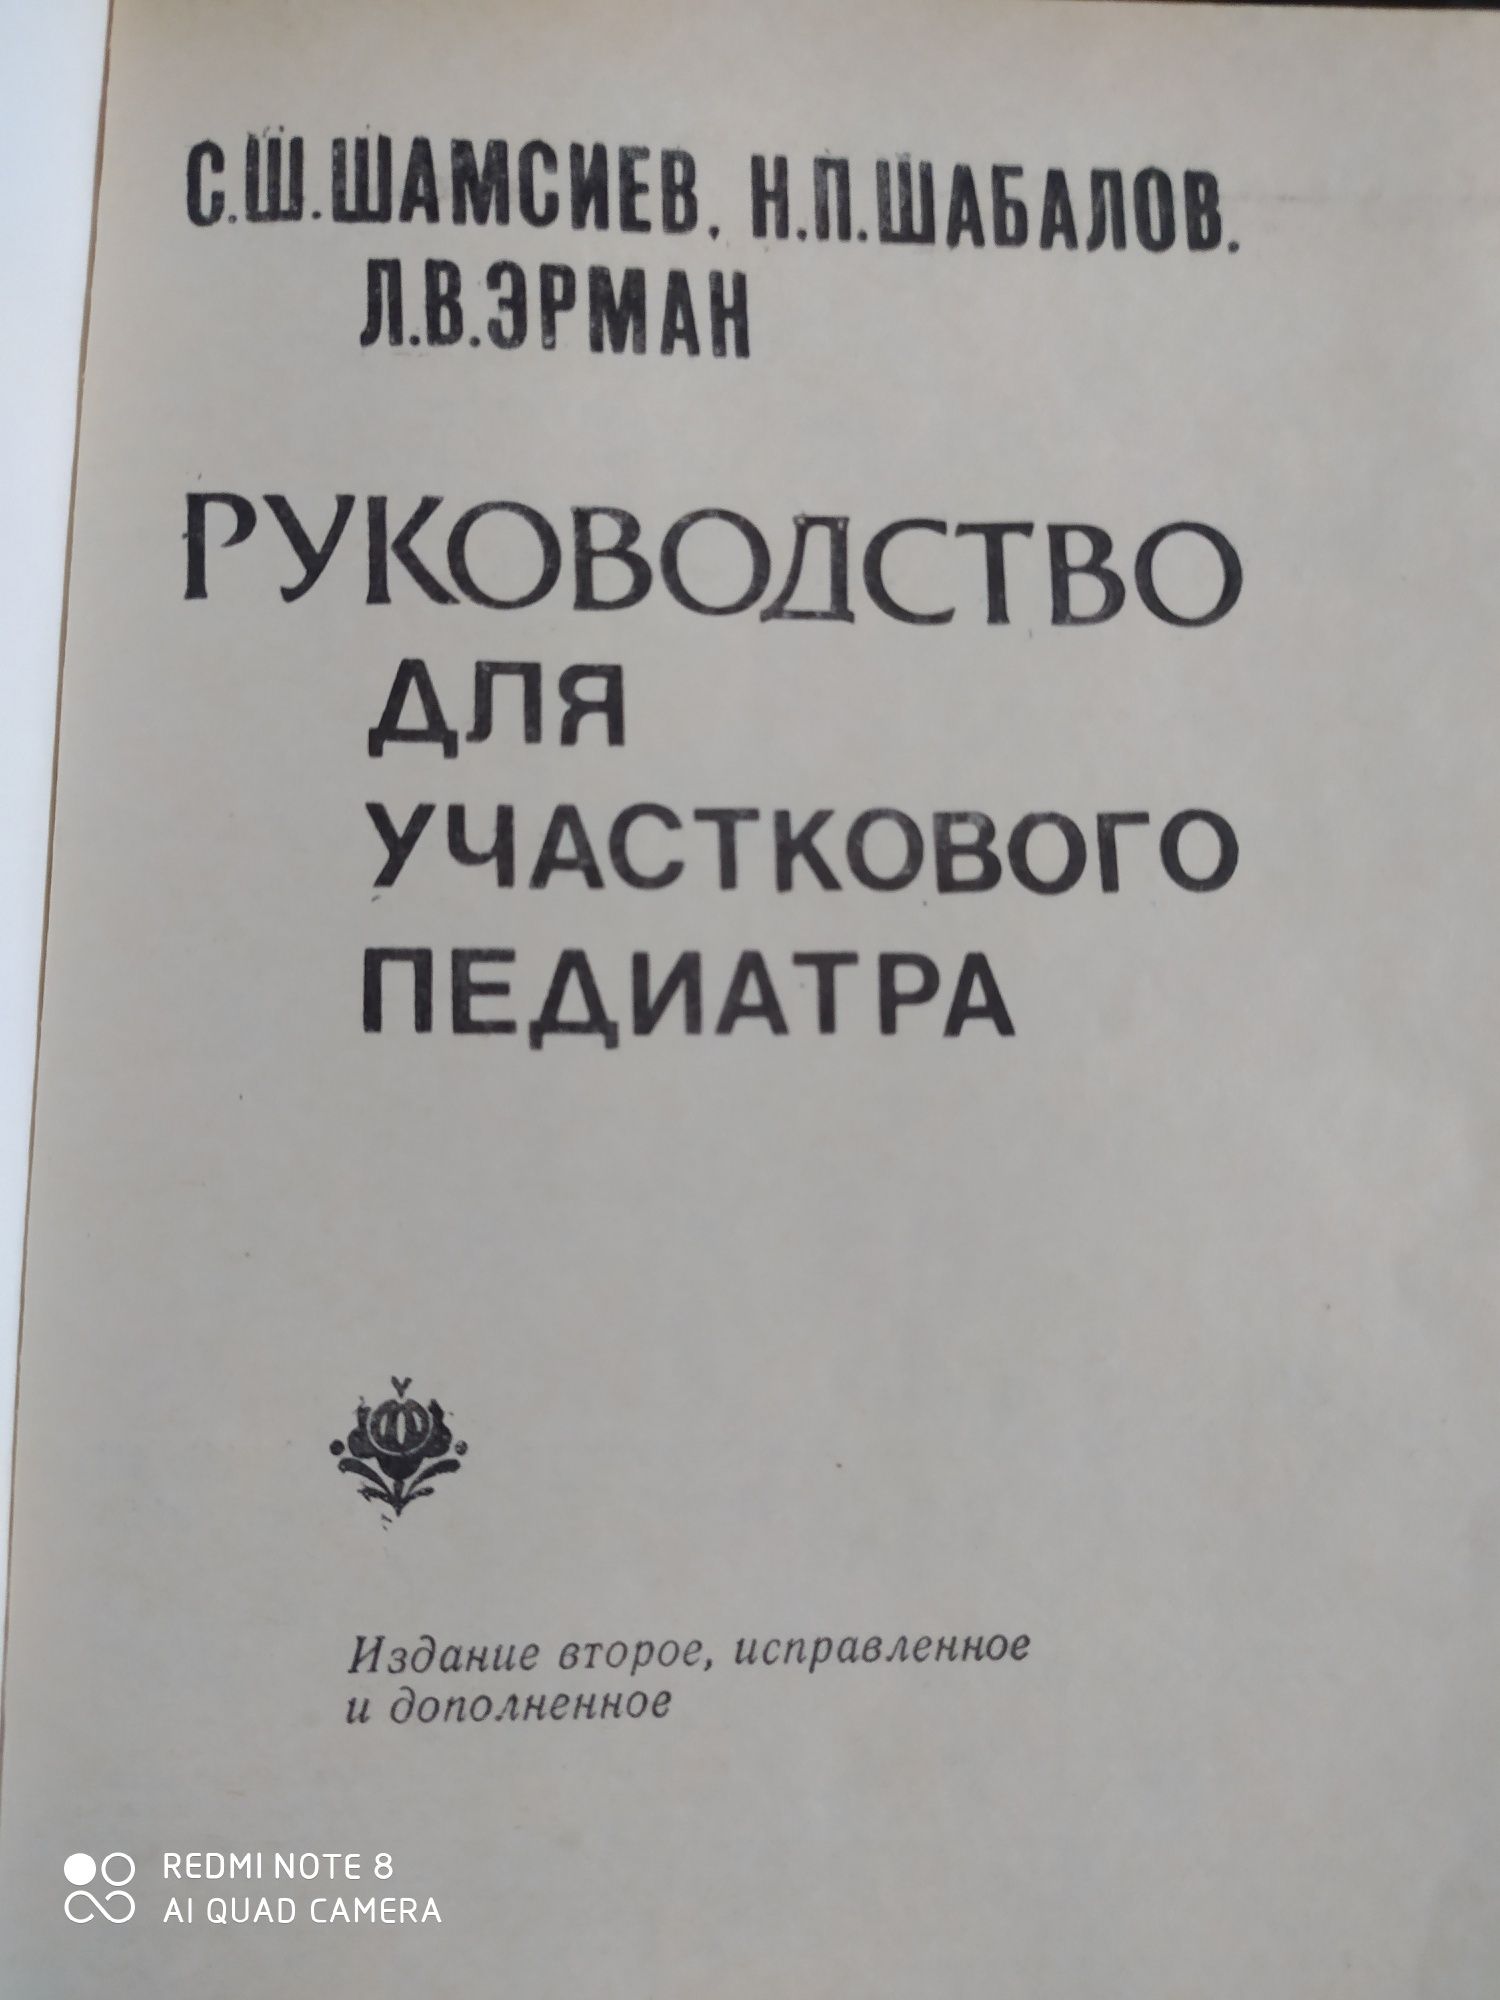 С.Ш.ШАМСИЕВ, Н.П.ШАБАЛОВ,
Л.В.ЭРМАН
РУКОВОДСТВО
ДЛЯ
УЧАСТКОВОГО
ПЕДИАТРА
Издание второе, исправленное
и дополненное
REDMI NOTE 8
AI QUAD CAMERA